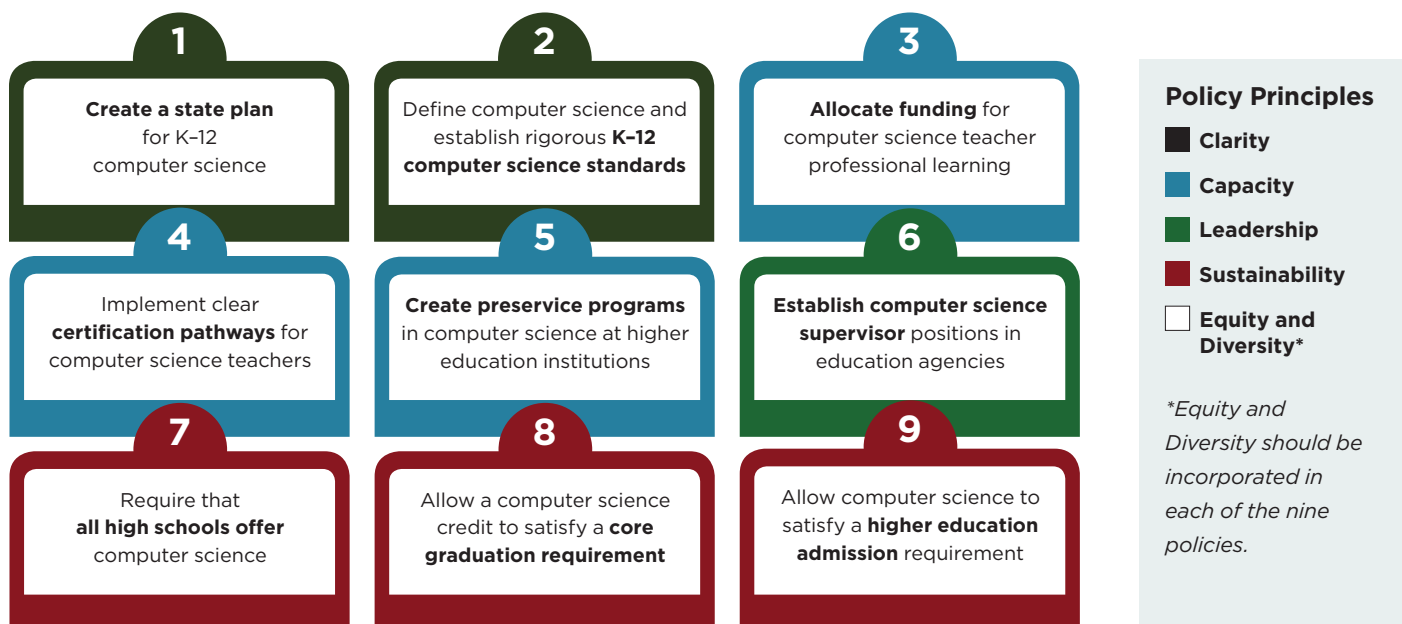 1
Create a state plan
for K–12
computer science
2
Define computer science and
establish rigorous K–12
computer science standards
3
Allocate funding for
computer science teacher
professional learning
4
Implement clear
certification pathways for
computer science teachers
5
Create preservice programs
in computer science at higher
education institutions
6
Establish computer science
supervisor positions in
education agencies
7
Require that
all high schools offer
computer science
8
Allow a computer science
credit to satisfy a core
graduation requirement
9
Allow computer science to
satisfy a higher education
admission requirement
Policy Principles
Clarity
Capacity
Leadership
Sustainability
Equity and
Diversity*
*Equity and
Diversity should be
incorporated in
each of the nine
policies.